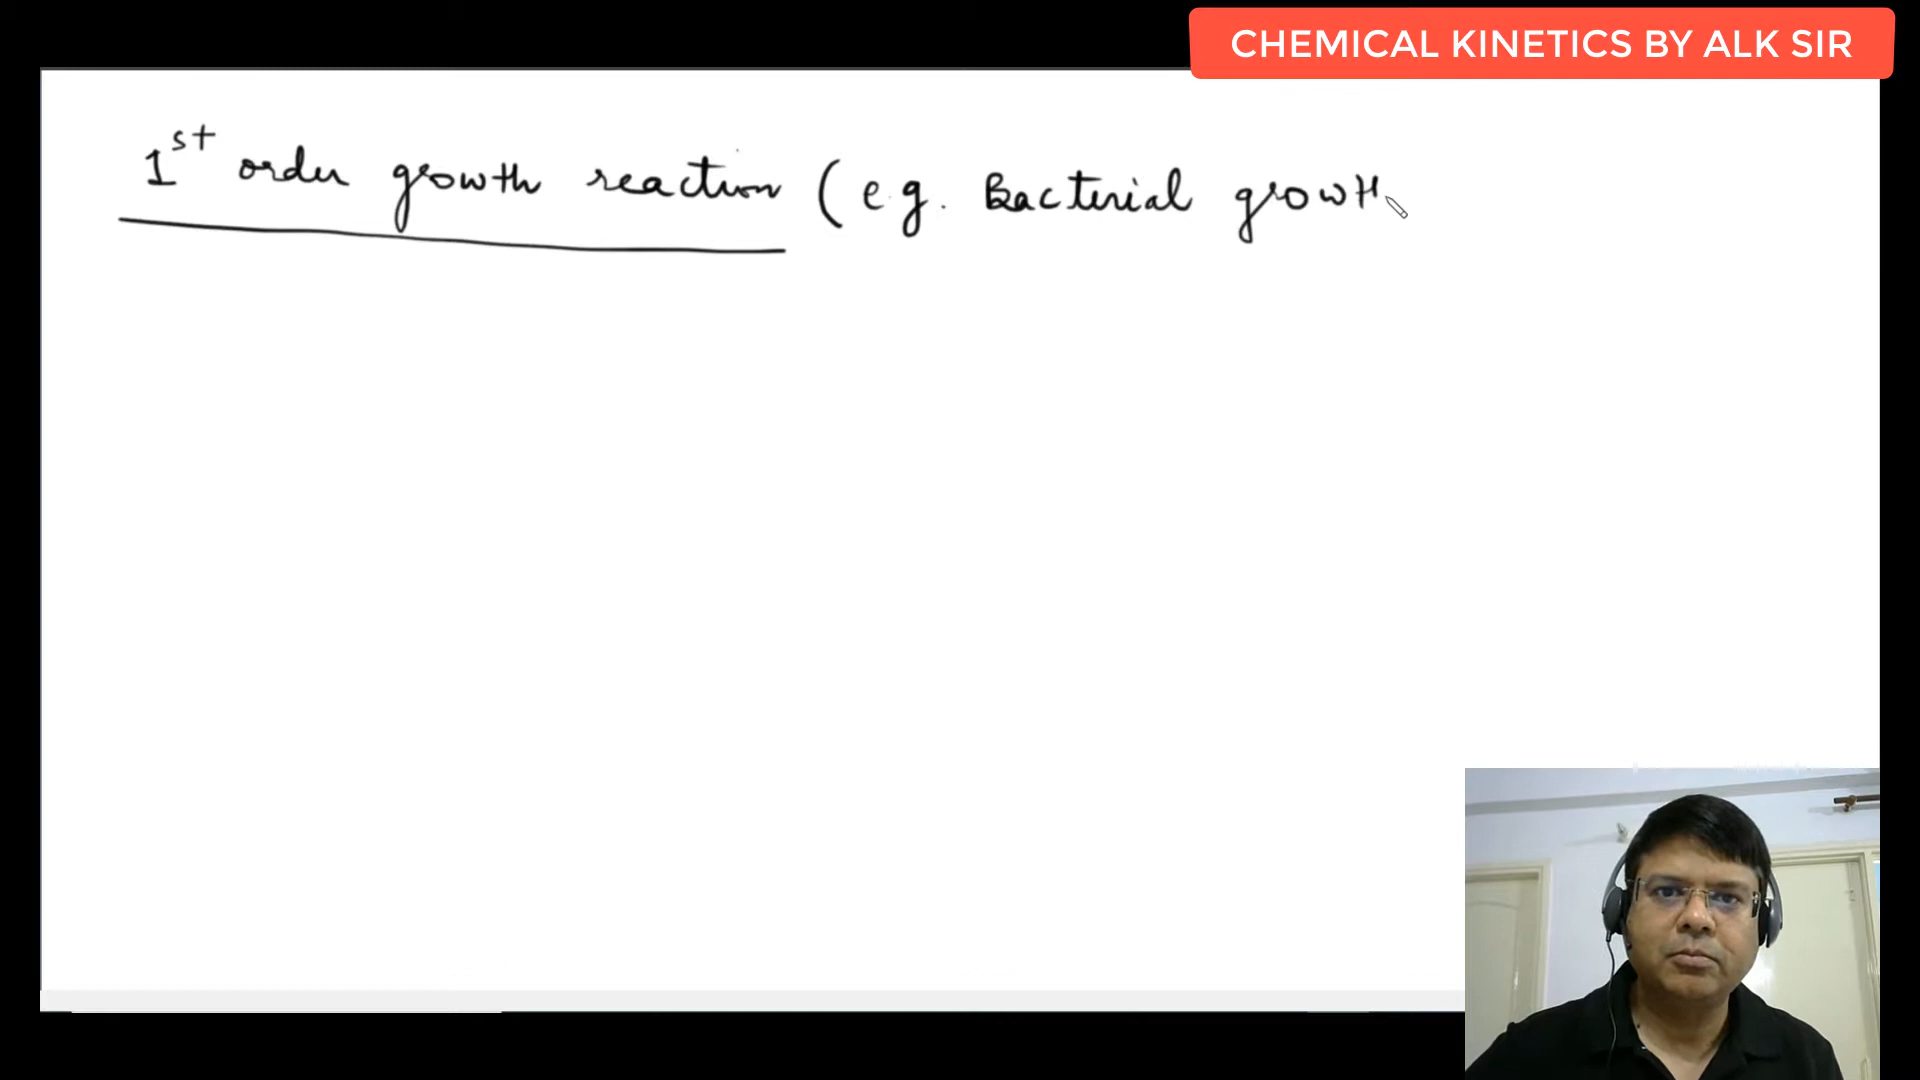 CHEMICAL KINETICS BY ALK SIR
1st order growth reaction (e.g. Bacterial growth